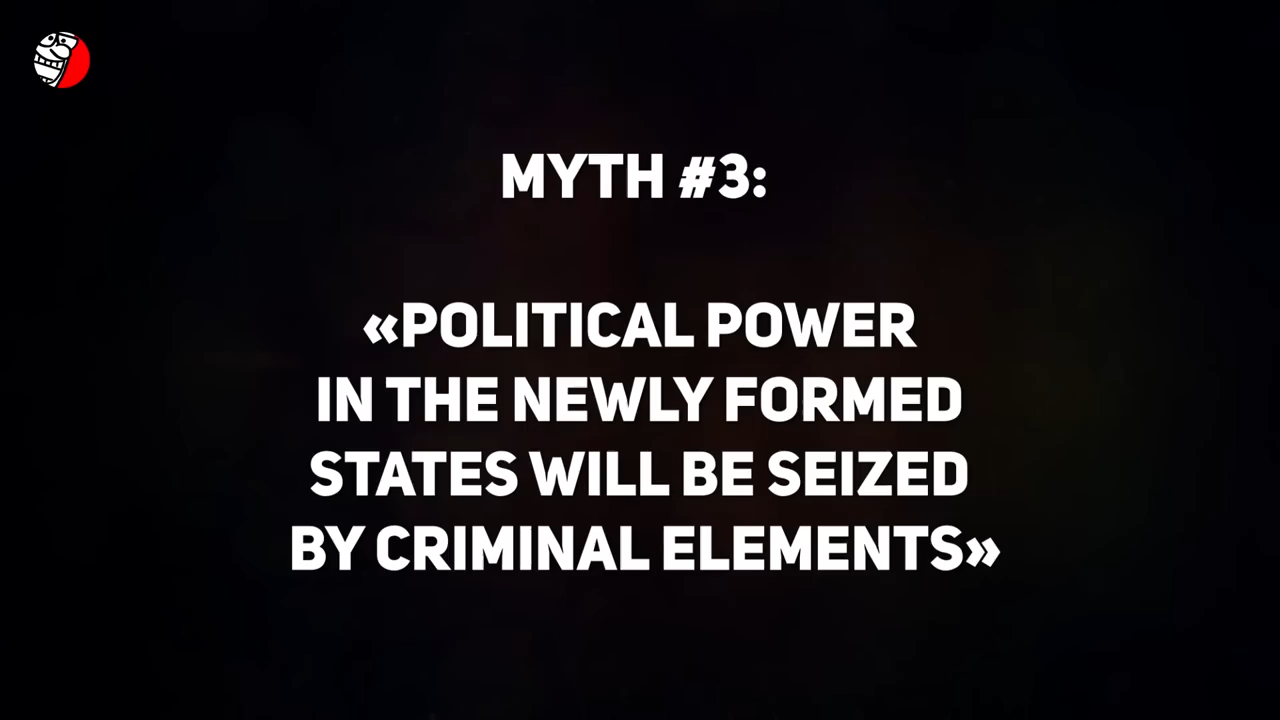 MYTH #3:
«POLITICAL POWER
IN THE NEWLY FORMED
STATES WILL BE SEIZED
BY CRIMINAL ELEMENTS»